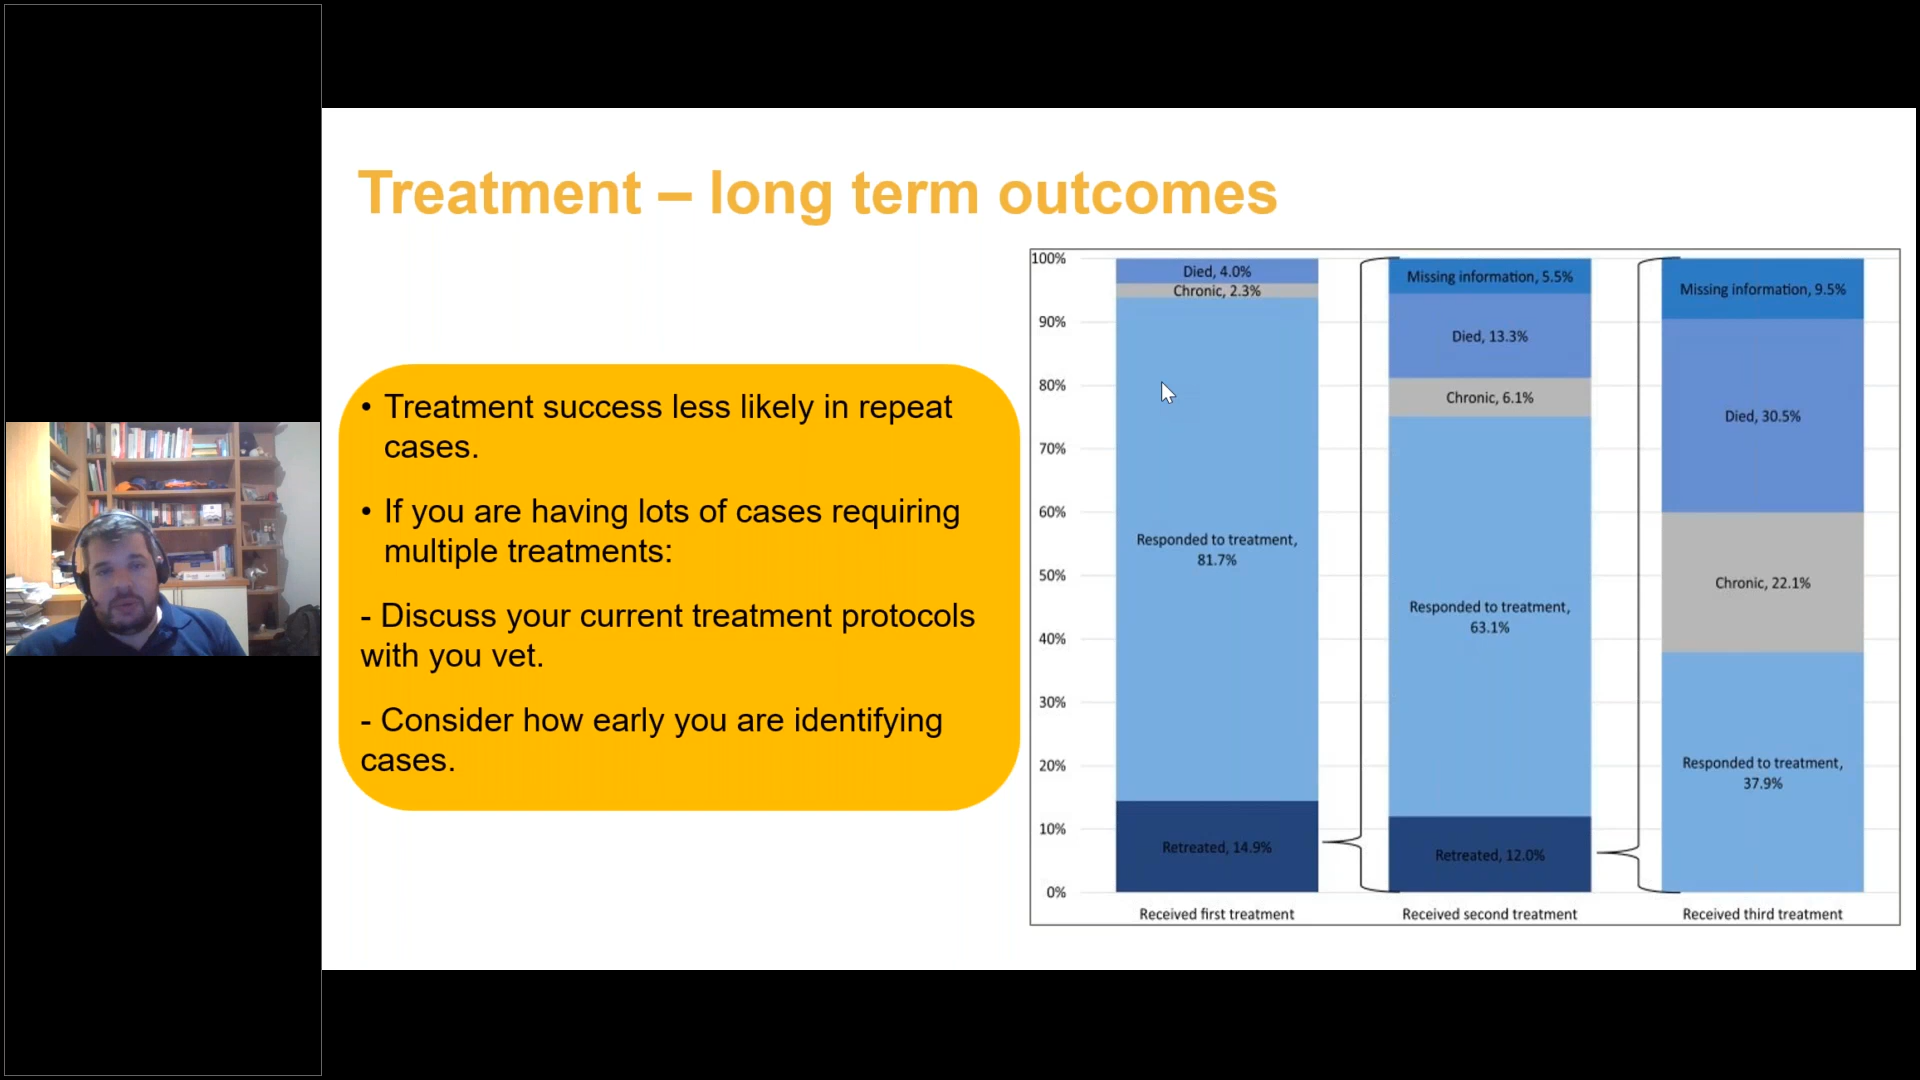 Treatment – long term outcomes
• Treatment success less likely in repeat
cases.
• If you are having lots of cases requiring
multiple treatments:
- Discuss your current treatment protocols
with you vet.
- Consider how early you are identifying
cases.
100%
90%
80%
70%
60%
50%
40%
30%
20%
10%
0%
Died, 4.0%
Chronic, 2.3%
Responded to treatment,
81.7%
Retreated, 14.9%
Received first treatment
Missing information, 5.5%
Died, 13.3%
Chronic, 6.1%
Responded to treatment,
63.1%
Retreated, 12.0%
Received second treatment
Missing information, 9.5%
Died, 30.5%
Chronic, 22.1%
Responded to treatment,
37.9%
Received third treatment